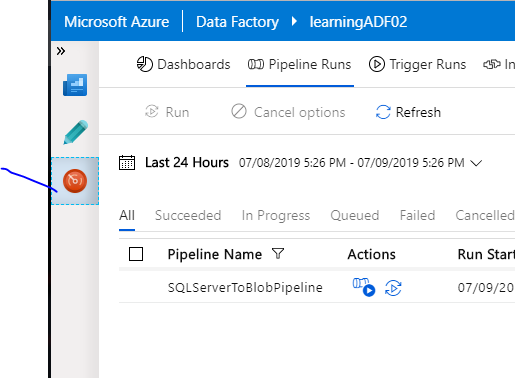 Microsoft Azure Data Factory learningADF02
Dashboards Pipeline Runs Trigger Runs In
Run Cancel options Refresh
Last 24 Hours 07/08/2019 5:26 PM - 07/09/2019 5:26 PM
All Succeeded In Progress Queued Failed Cancelled
Pipeline Name Actions Run Start
SQLServerToBlobPipeline 07/09/20